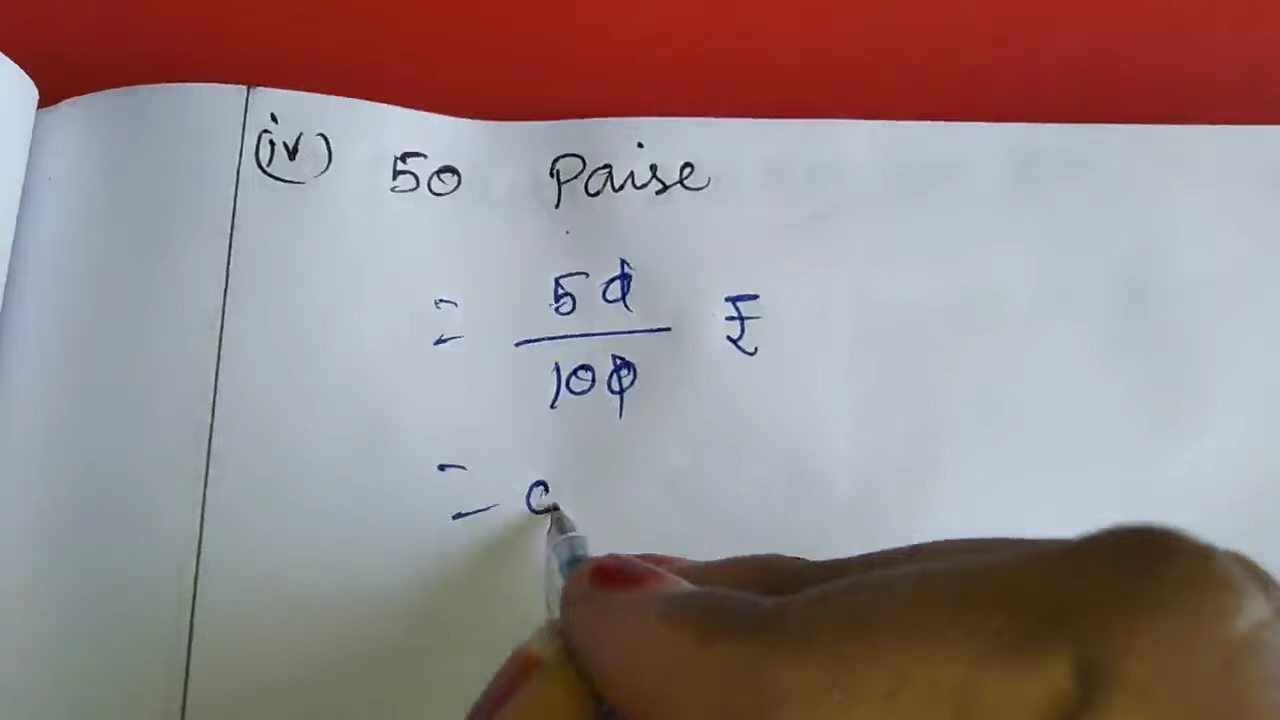 (iv) 50 Paise
= 50/100 ₹
= 0